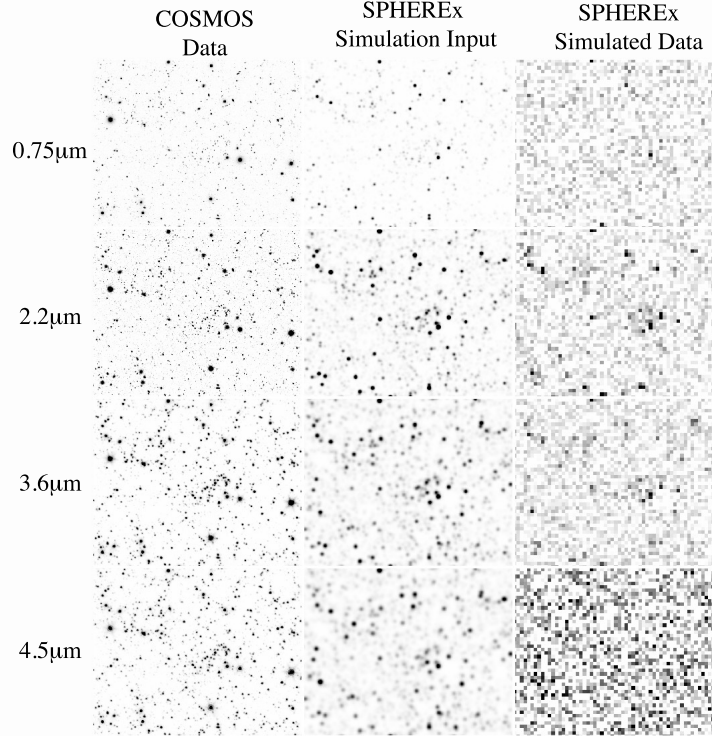 COSMOS
Data
SPHEREx
Simulation Input
SPHEREx
Simulated Data
0.75μm
2.2μm
3.6μm
4.5μm